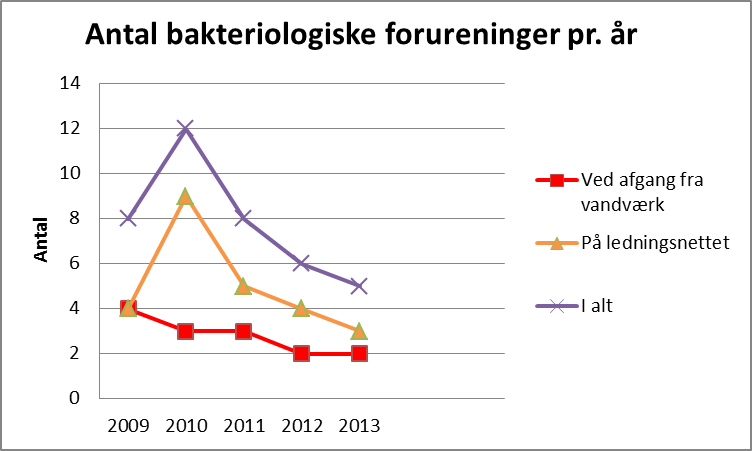 Antal bakteriologiske forureninger pr. år
Antal
14
12
10
8
6
4
2
0
2009 2010 2011 2012 2013
Ved afgang fra
vandværk
På ledningsnettet
I alt